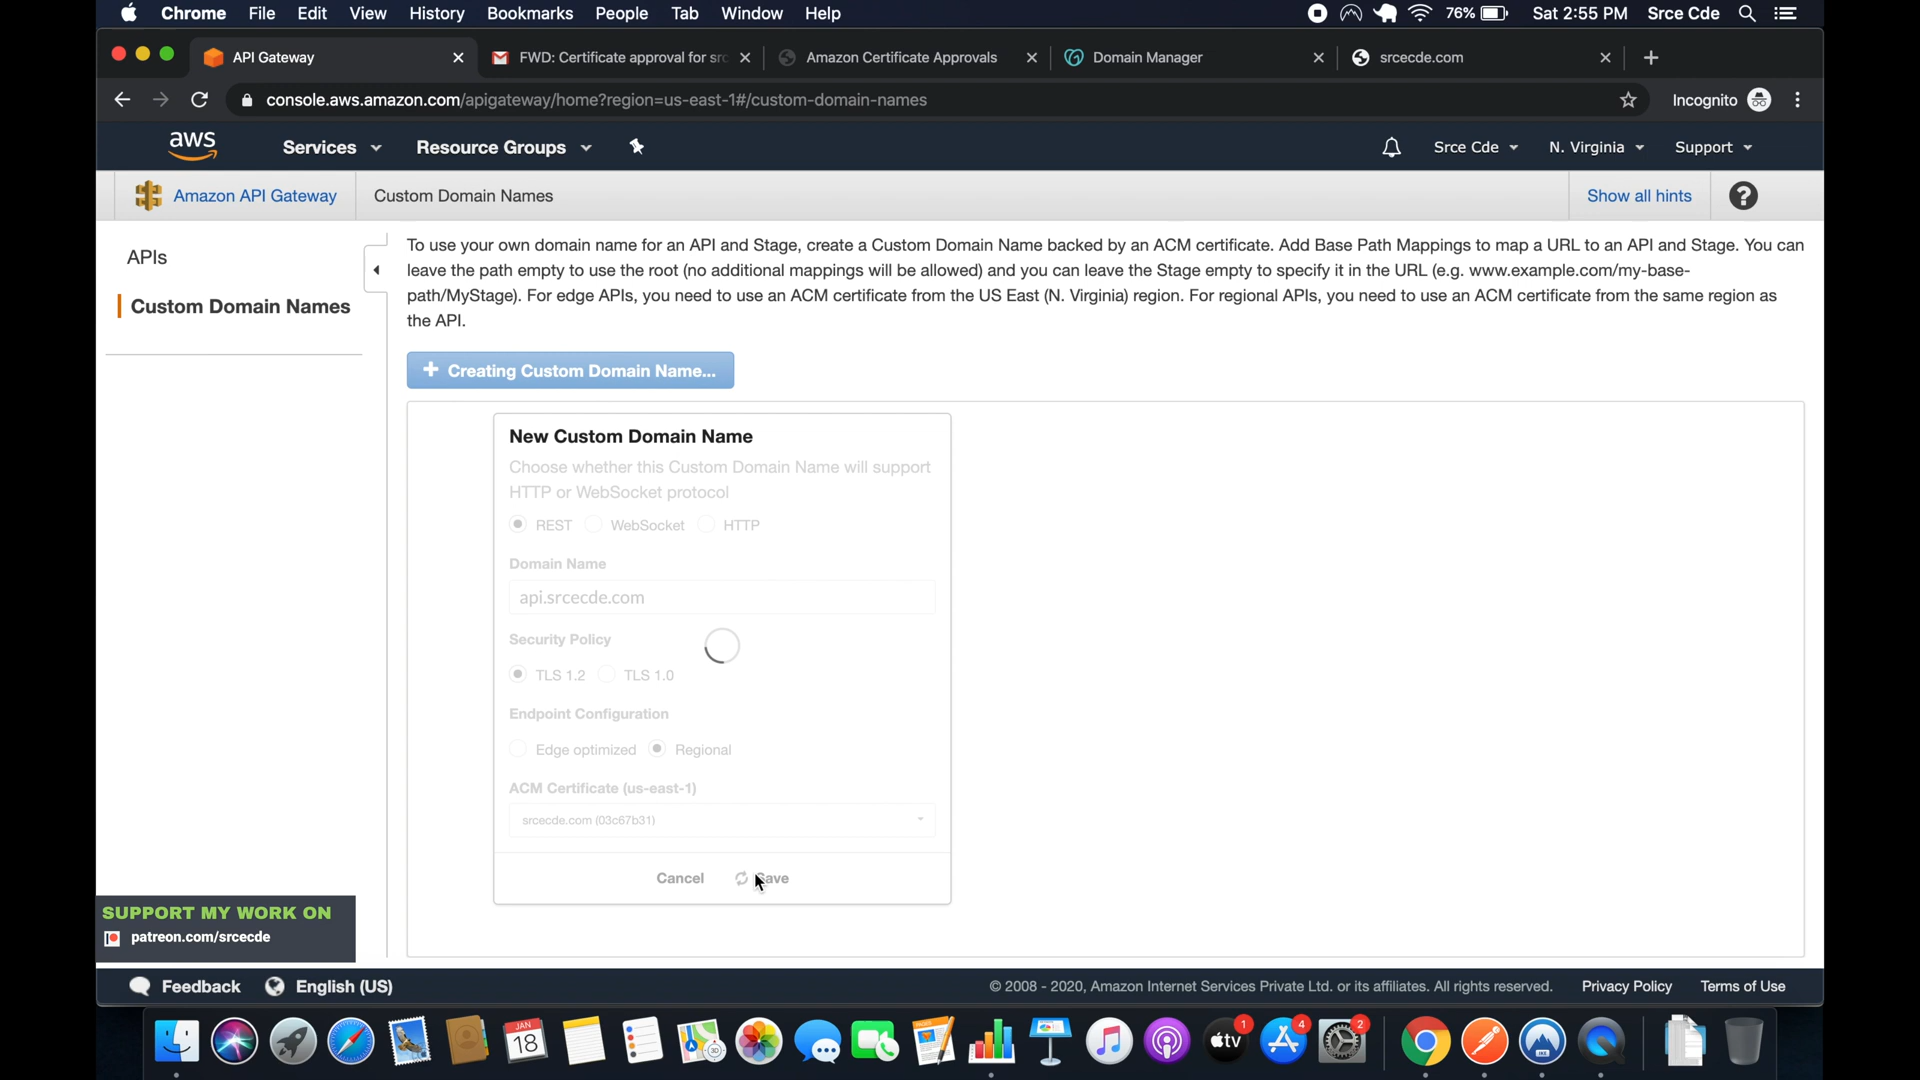 Chrome File Edit View History Bookmarks People Tab Window Help 76% Sat 2:55 PM Srce Cde
API Gateway FWD: Certificate approval for src Amazon Certificate Approvals Domain Manager srcecde.com
console.aws.amazon.com/apigateway/home?region=us-east-1#/custom-domain-names Incognito
aws Services Resource Groups Srce Cde N. Virginia Support
Amazon API Gateway Custom Domain Names Show all hints ?
APIs
Custom Domain Names
To use your own domain name for an API and Stage, create a Custom Domain Name backed by an ACM certificate. Add Base Path Mappings to map a URL to an API and Stage. You can
leave the path empty to use the root (no additional mappings will be allowed) and you can leave the Stage empty to specify it in the URL (e.g. www.example.com/my-base-
path/MyStage). For edge APIs, you need to use an ACM certificate from the US East (N. Virginia) region. For regional APIs, you need to use an ACM certificate from the same region as
the API.
+ Creating Custom Domain Name...
New Custom Domain Name
Choose whether this Custom Domain Name will support
HTTP or WebSocket protocol
REST WebSocket HTTP
Domain Name
api.srcecde.com
Security Policy
TLS 1.2 TLS 1.0
Endpoint Configuration
Edge optimized Regional
ACM Certificate (us-east-1)
srcecde.com (03c67b31)
Cancel Save
SUPPORT MY WORK ON
patreon.com/srcecde
Feedback English (US) © 2008 - 2020, Amazon Internet Services Private Ltd. or its affiliates. All rights reserved. Privacy Policy Terms of Use
JAN
18
tv 1 4 2